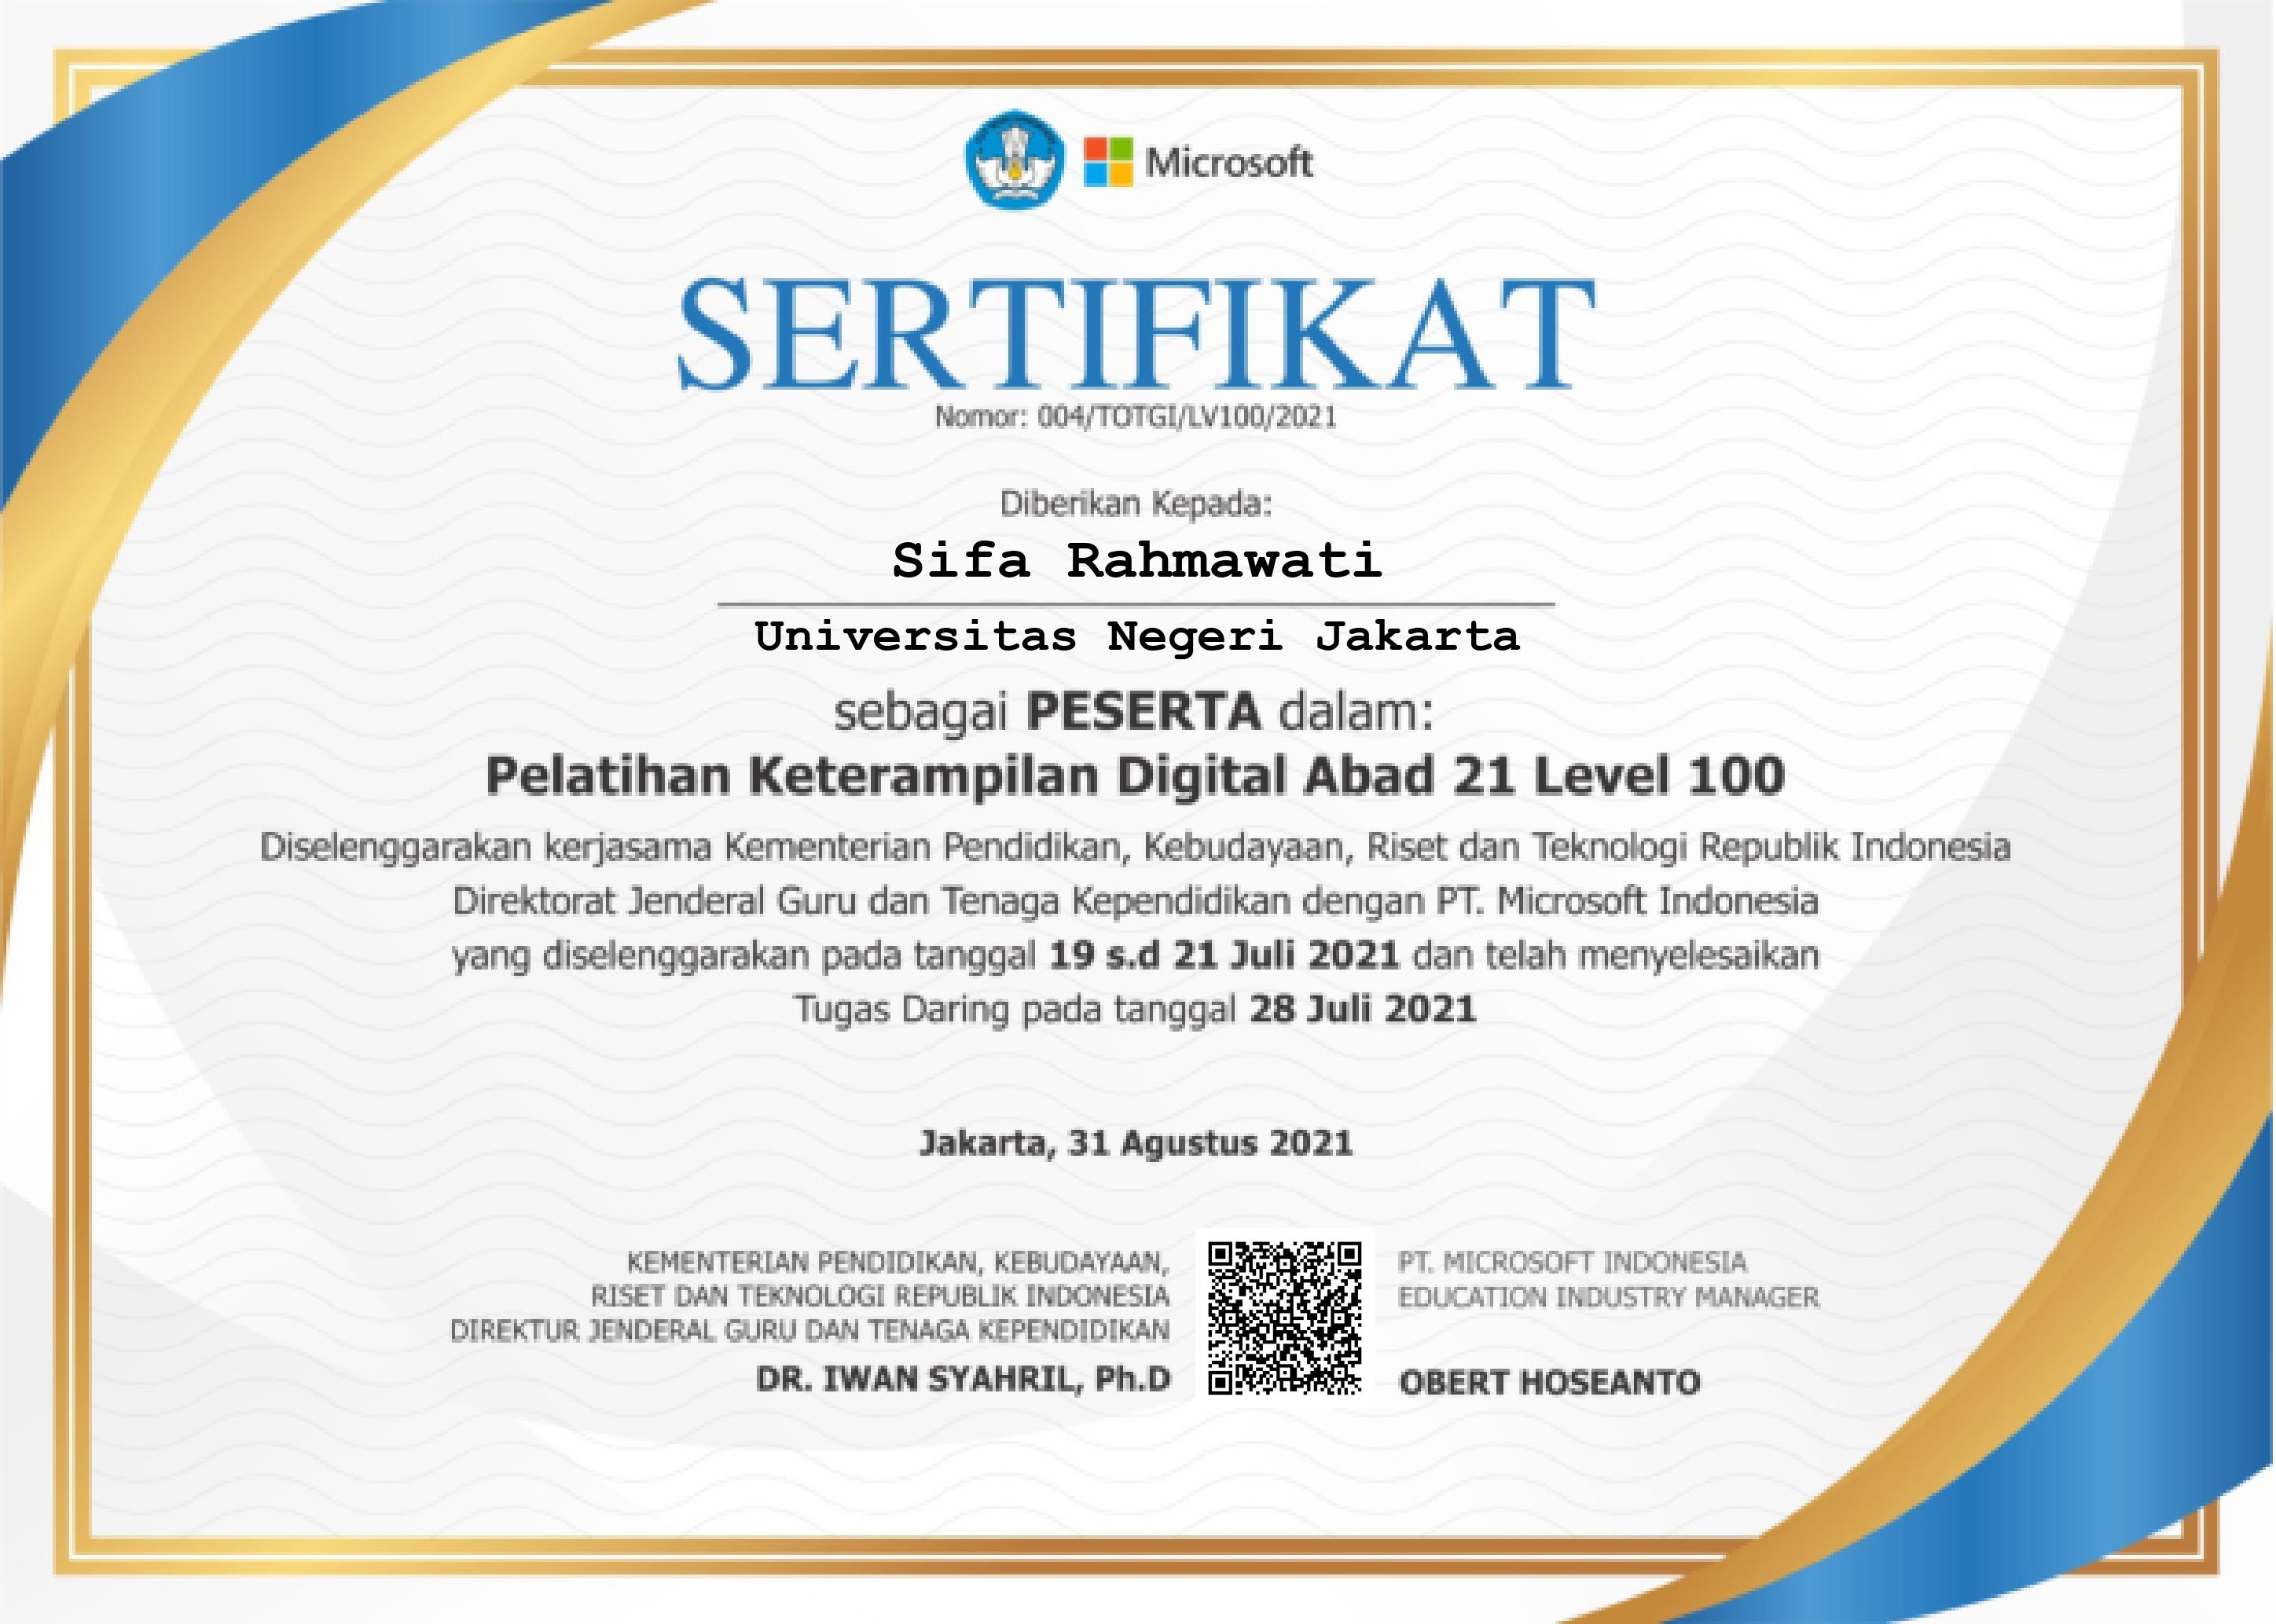 Microsoft
SERTIFIKAT
Nomor: 004/TOTGI/LV100/2021
Diberikan Kepada:
Sifa Rahmawati
Universitas Negeri Jakarta
sebagai PESERTA dalam:
Pelatihan Keterampilan Digital Abad 21 Level 100
Diselenggarakan kerjasama Kementerian Pendidikan, Kebudayaan, Riset dan Teknologi Republik Indonesia
Direktorat Jenderal Guru dan Tenaga Kependidikan dengan PT. Microsoft Indonesia
yang diselenggarakan pada tanggal 19 s.d 21 Juli 2021 dan telah menyelesaikan
Tugas Daring pada tanggal 28 Juli 2021
Jakarta, 31 Agustus 2021
KEMENTERIAN PENDIDIKAN, KEBUDAYAAN,
RISET DAN TEKNOLOGI REPUBLIK INDONESIA
DIREKTUR JENDERAL GURU DAN TENAGA KEPENDIDIKAN
DR. IWAN SYAHRIL, Ph.D
PT. MICROSOFT INDONESIA
EDUCATION INDUSTRY MANAGER
OBERT HOSEANTO